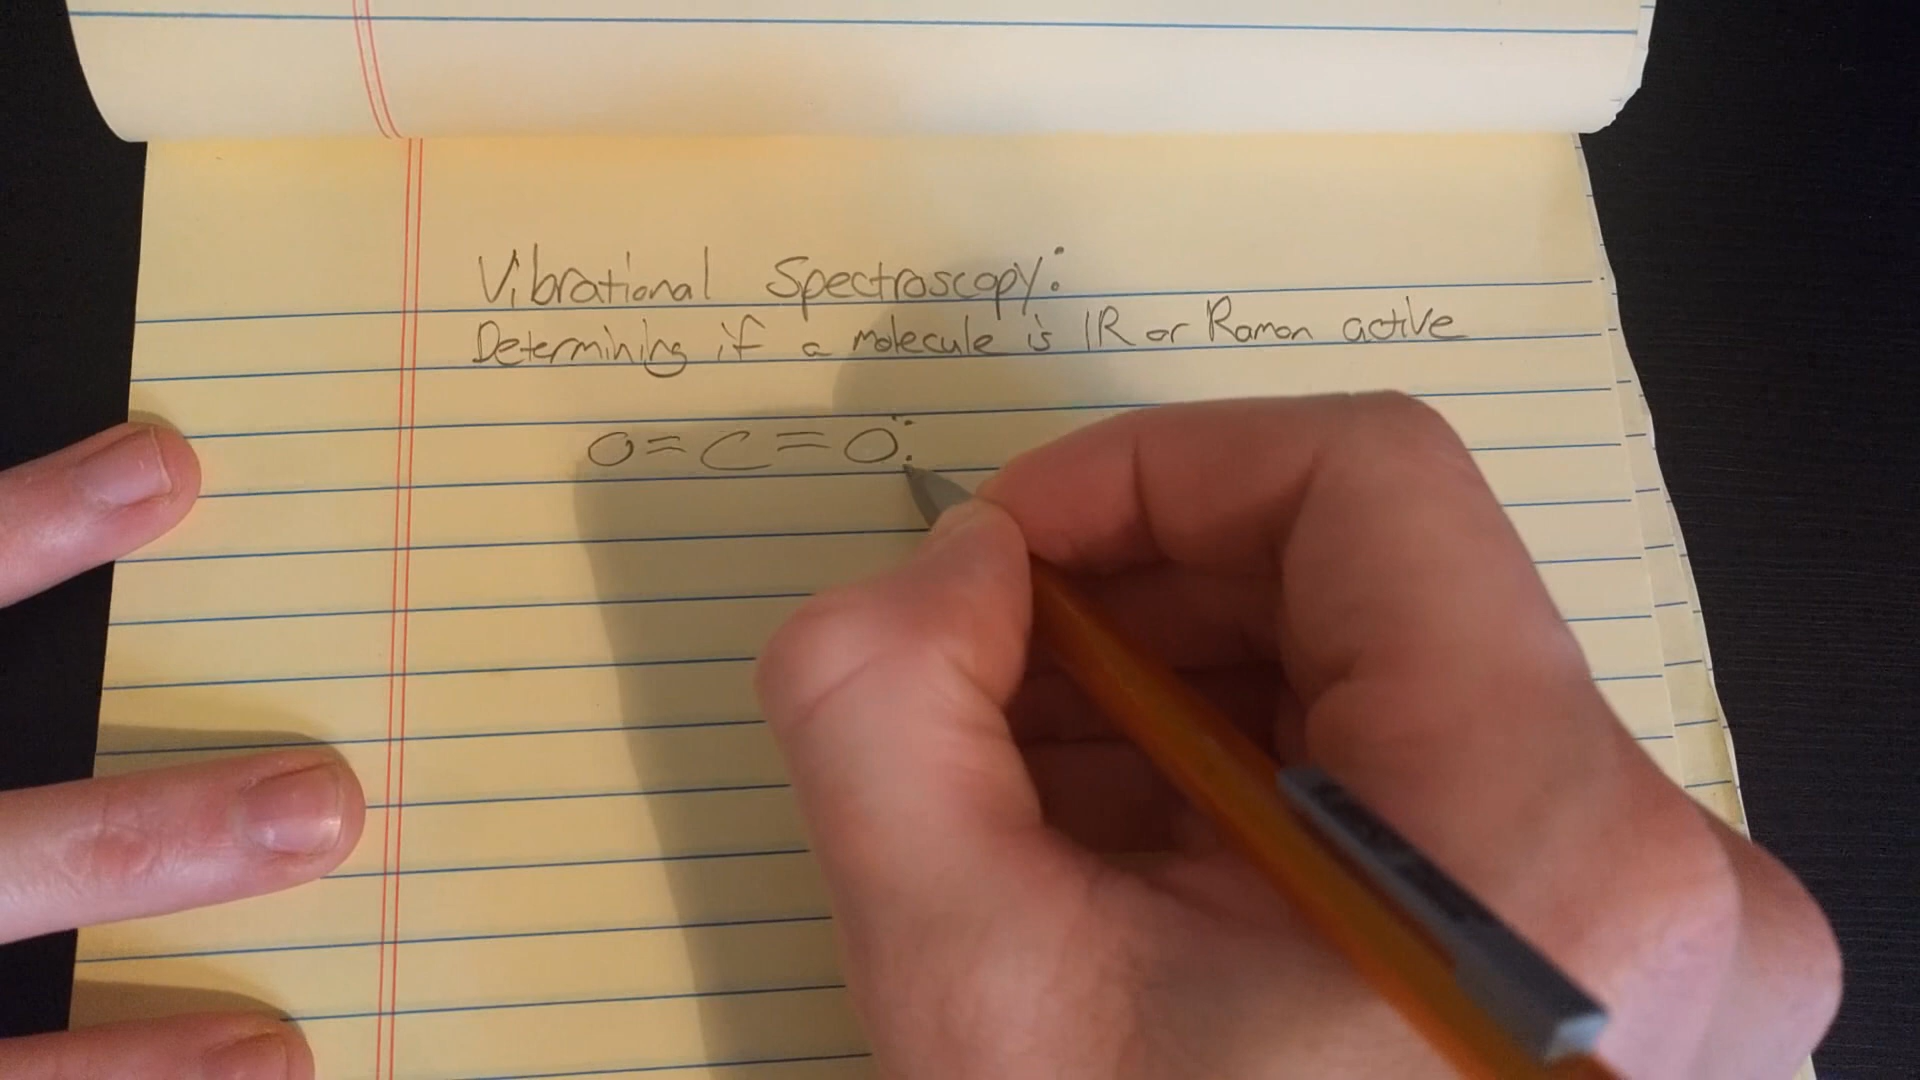 Vibrational Spectroscopy:
Determining if a molecule is IR or Raman active
O=C=O: